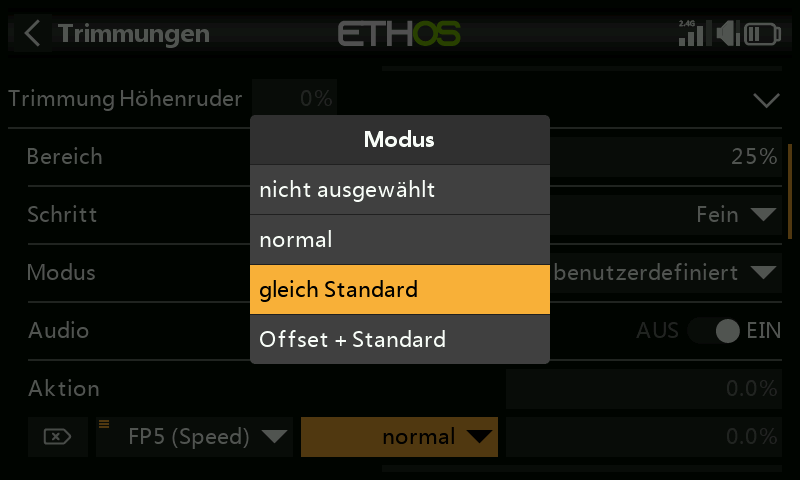 Trimmungen
ETHOS
2.4G
Trimmung Höhenruder 0%
Modus
Bereich 25%
nicht ausgewählt
Schritt Fein
normal
Modus benutzerdefiniert
gleich Standard
Audio AUS EIN
Offset + Standard
Aktion 0.0%
FP5 (Speed) normal 0.0%